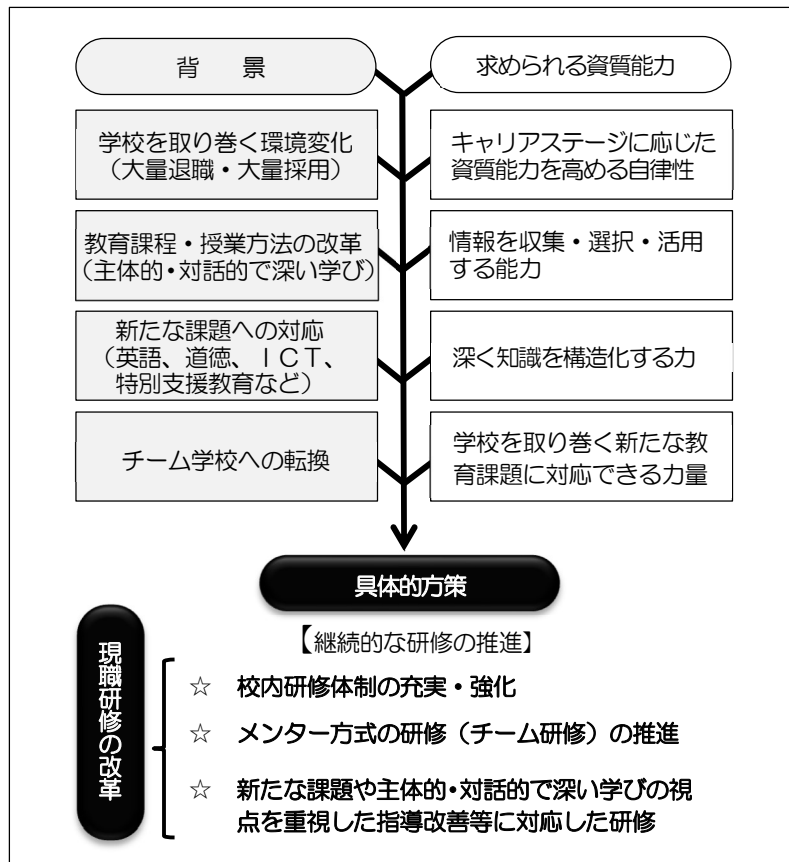 背　景
求められる資質能力
学校を取り巻く環境変化
（大量退職・大量採用）
キャリアステージに応じた
資質能力を高める自律性
教育課程・授業方法の改革
（主体的・対話的で深い学び）
情報を収集・選択・活用
する能力
新たな課題への対応
（英語、道徳、ＩＣＴ、
特別支援教育など）
深く知識を構造化する力
チーム学校への転換
学校を取り巻く新たな教
育課題に対応できる力量
具体的方策
現職研修の改革
【継続的な研修の推進】
☆　校内研修体制の充実・強化
☆　メンター方式の研修（チーム研修）の推進
☆　新たな課題や主体的・対話的で深い学びの視
点を重視した指導改善等に対応した研修